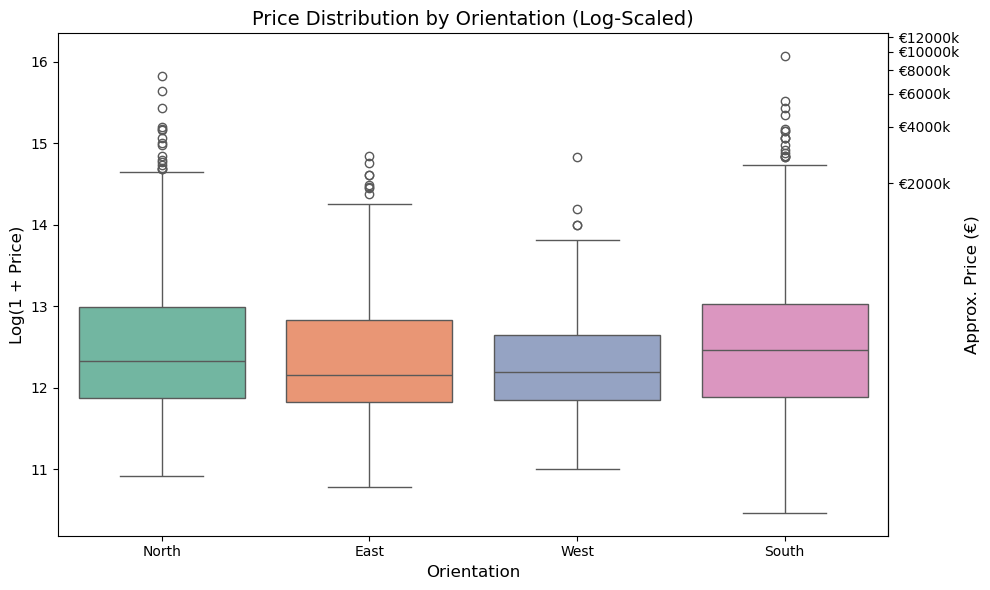 Price Distribution by Orientation (Log-Scaled)
Log(1 + Price)
16
15
14
13
12
11
€12000k
€10000k
€8000k
€6000k
€4000k
€2000k
Approx. Price (€)
North
East
West
South
Orientation